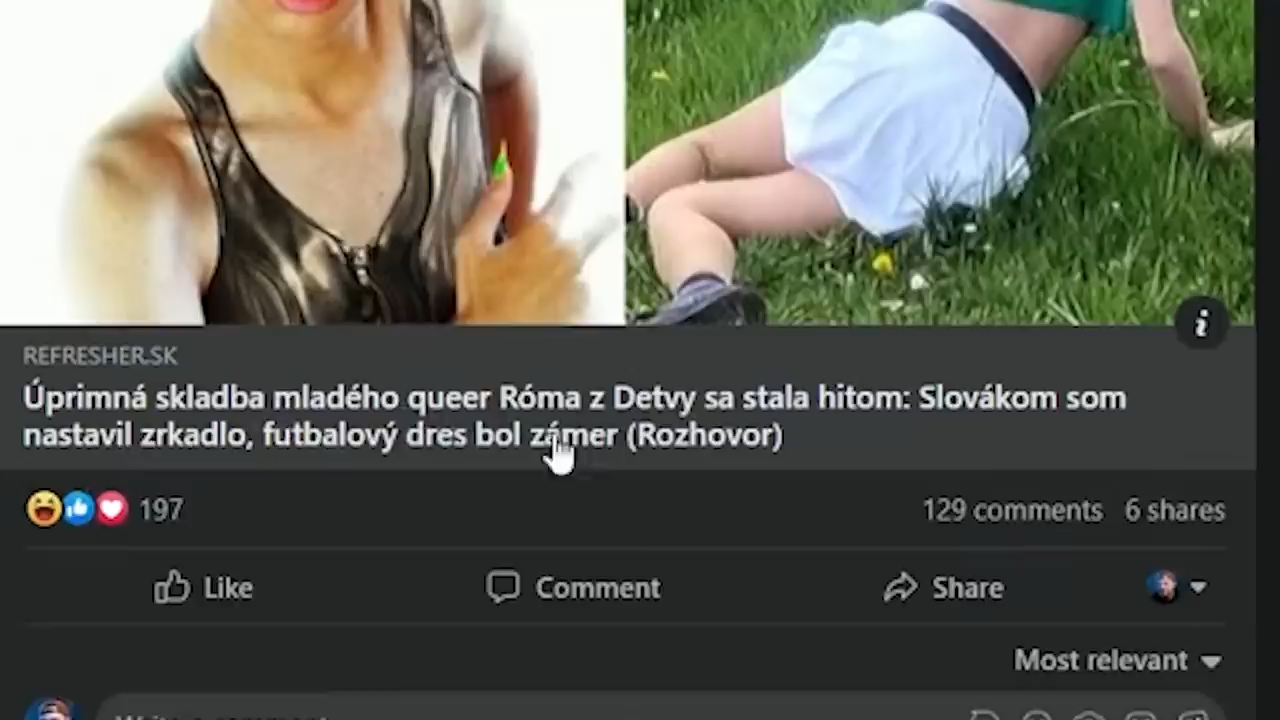 REFRESHER.SK
Úprimná skladba mladého queer Róma z Detvy sa stala hitom: Slovákom som
nastavil zrkadlo, futbalový dres bol zámer (Rozhovor)
197
129 comments 6 shares
Like Comment Share
Most relevant